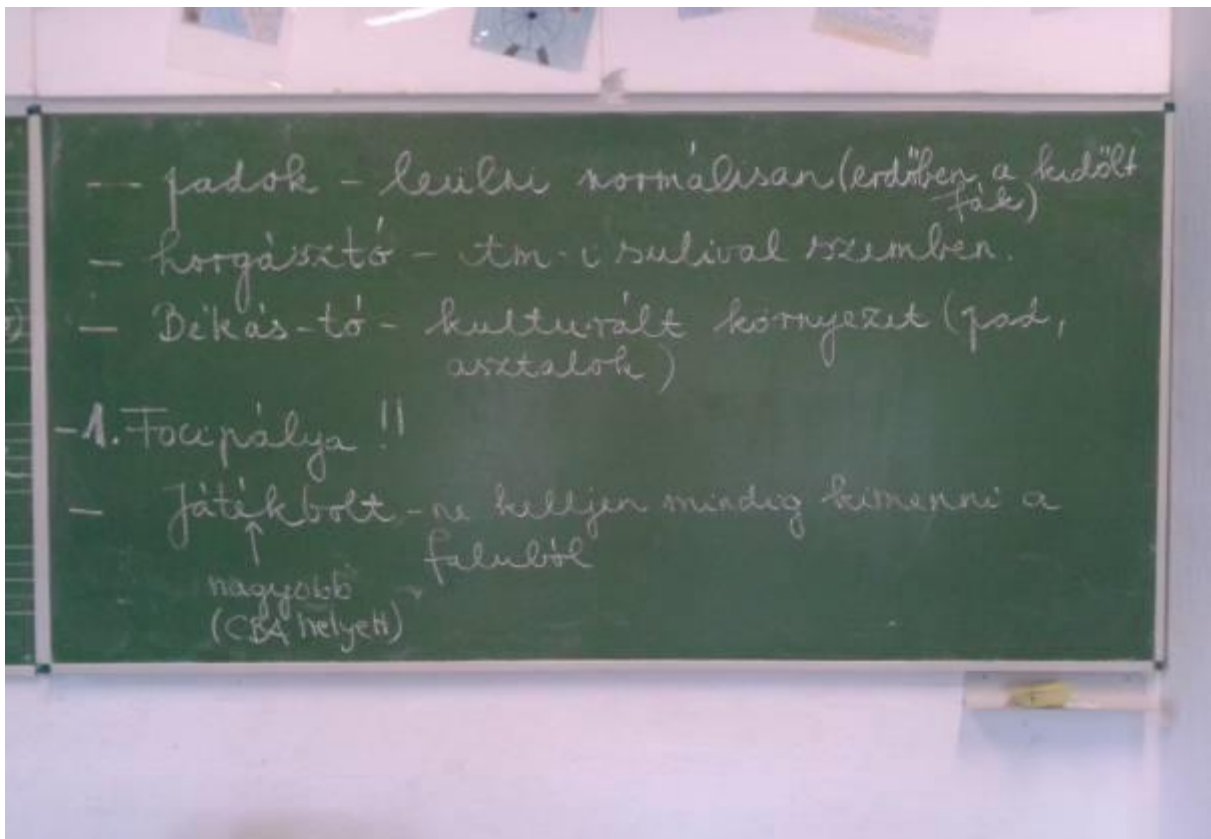 — padok - leülni normálisan (erdőben a kidőlt
fák)
— horgásztó - tm-i sulival szemben.
— Békás-tó - kulturált környezet (pad,
asztalok)
-1. Focipálya !!
— Játékbolt - ne kelljen mindig kimenni a
faluból
↑
nagyobb
(CBA helyett)